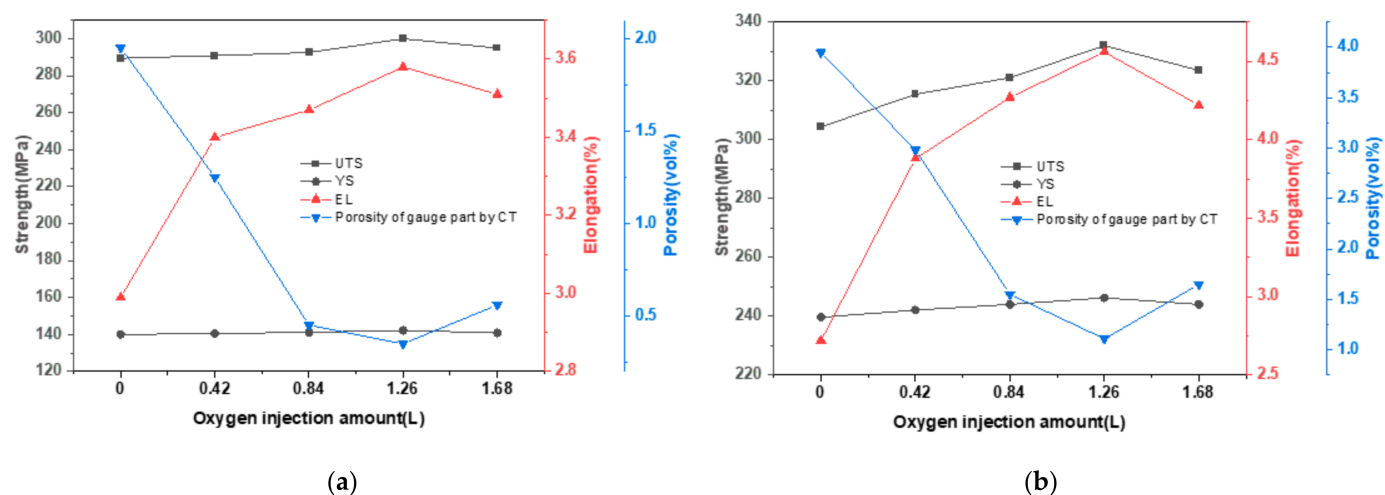 Strength(MPa)
300
280
260
240
220
200
180
160
140
120
0
0.42
0.84
1.26
1.68
Oxygen injection amount(L)
UTS
YS
EL
Porosity of gauge part by CT
3.6
3.4
3.2
3.0
2.8
Elongation(%)
2.0
1.5
1.0
0.5
Porosity(vol%)
(a)
Strength(MPa)
340
320
300
280
260
240
220
0
0.42
0.84
1.26
1.68
Oxygen injection amount(L)
UTS
YS
EL
Porosity of gauge part by CT
4.5
4.0
3.5
3.0
2.5
Elongation(%)
4.0
3.5
3.0
2.5
2.0
1.5
1.0
Porosity(vol%)
(b)